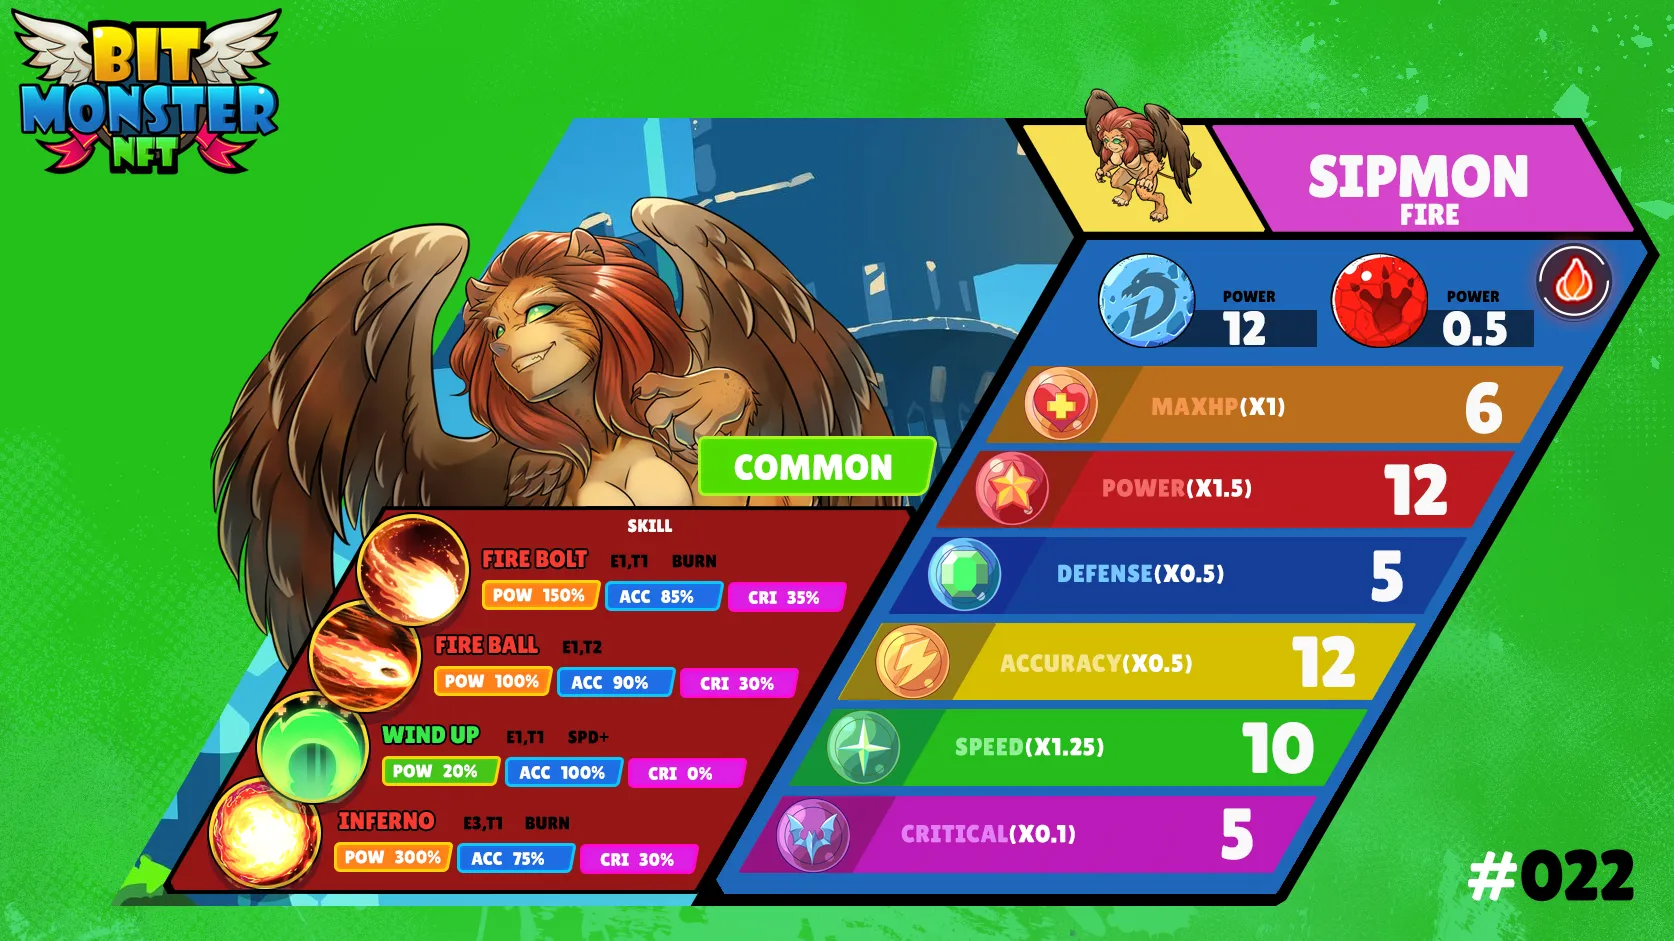 BIT
MONSTER
NFT
SIPMON
FIRE
POWER
12
POWER
0.5
MAXHP(X1) 6
POWER(X1.5) 12
DEFENSE(X0.5) 5
ACCURACY(X0.5) 12
SPEED(X1.25) 10
CRITICAL(X0.1) 5
COMMON
SKILL
FIRE BOLT E1,T1 BURN
POW 150% ACC 85% CRI 35%
FIRE BALL E1,T2
POW 100% ACC 90% CRI 30%
WIND UP E1,T1 SPD+
POW 20% ACC 100% CRI 0%
INFERNO E3,T1 BURN
POW 300% ACC 75% CRI 30%
#022